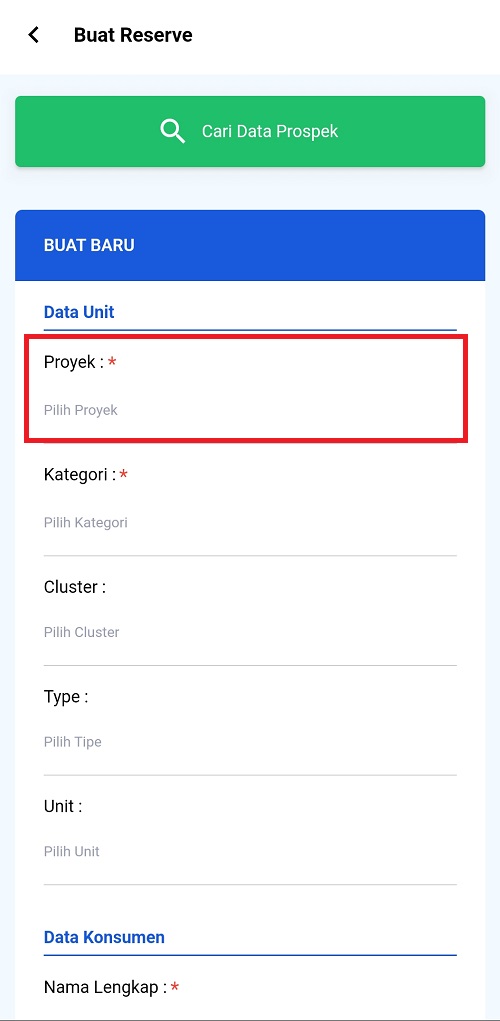 Buat Reserve
Cari Data Prospek
BUAT BARU
Data Unit
Proyek : *
Pilih Proyek
Kategori : *
Pilih Kategori
Cluster :
Pilih Cluster
Type :
Pilih Tipe
Unit :
Pilih Unit
Data Konsumen
Nama Lengkap : *